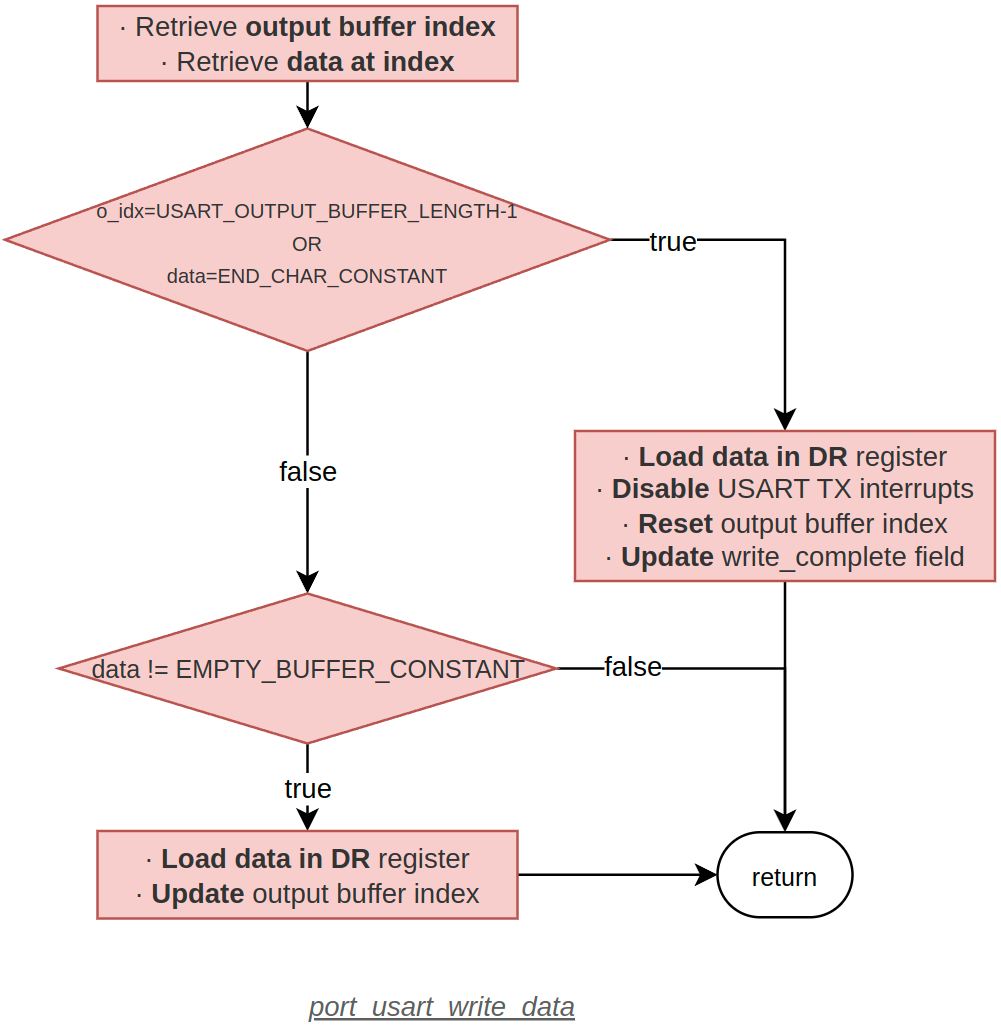 · Retrieve output buffer index
· Retrieve data at index
o_idx=USART_OUTPUT_BUFFER_LENGTH-1
OR
data=END_CHAR_CONSTANT
true
false
· Load data in DR register
· Disable USART TX interrupts
· Reset output buffer index
· Update write_complete field
data != EMPTY_BUFFER_CONSTANT
false
true
· Load data in DR register
· Update output buffer index
return
port_usart_write_data